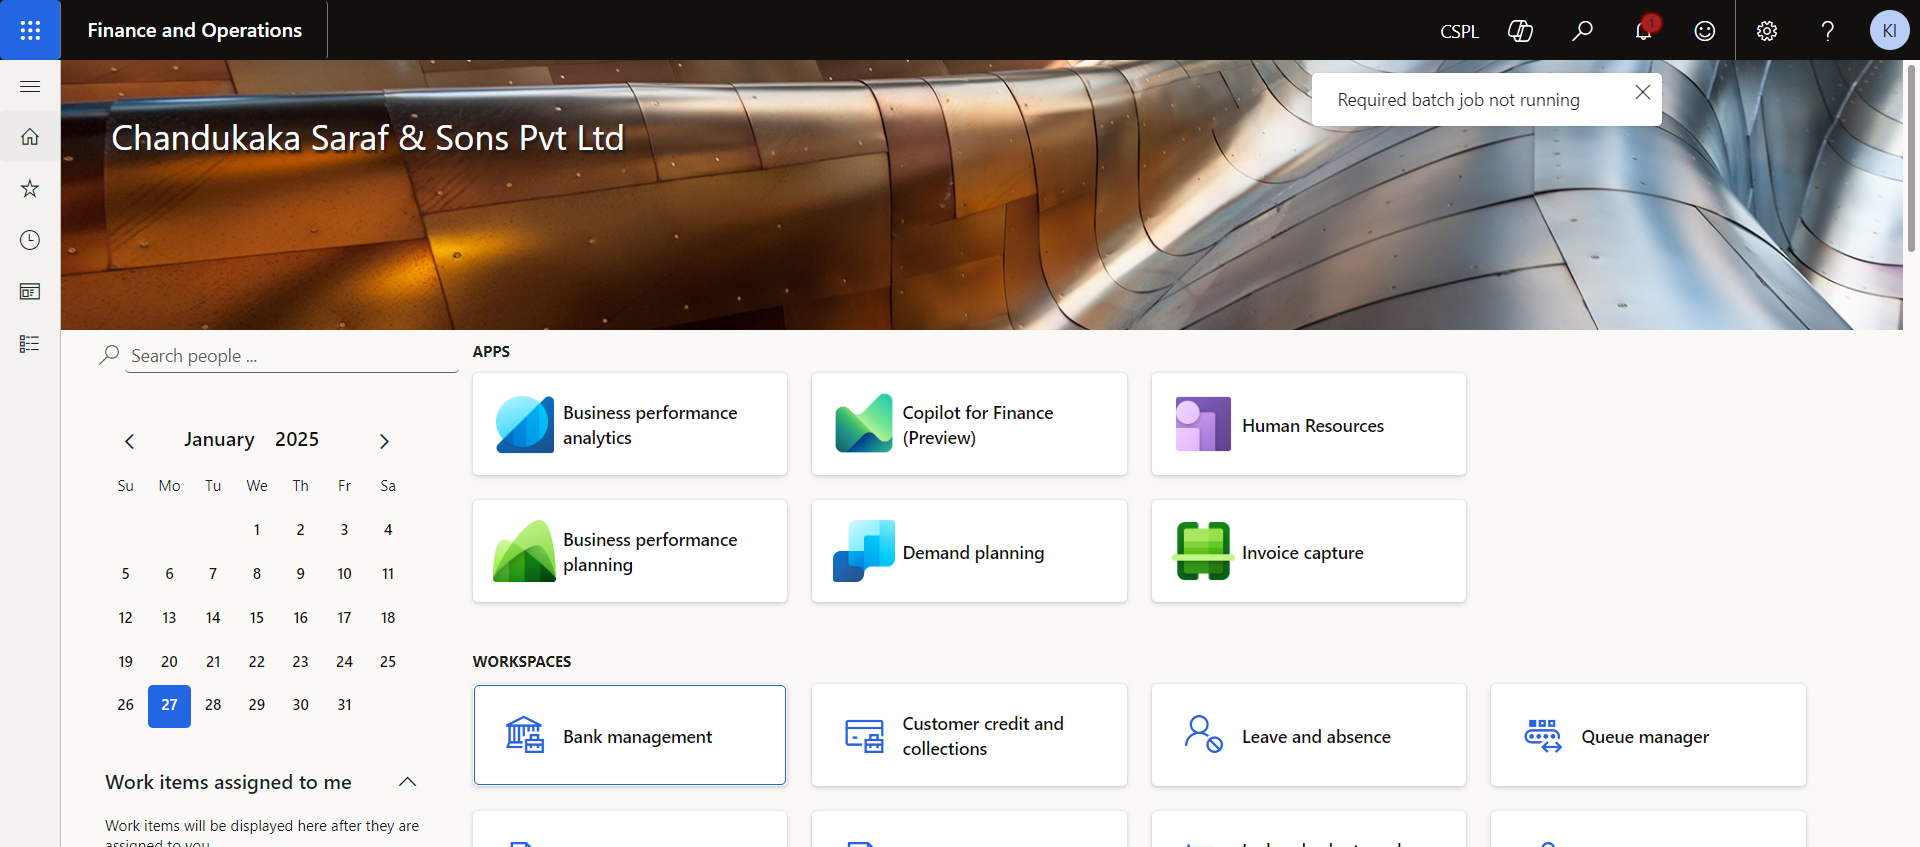 Finance and Operations
CSPL
1
KI
Required batch job not running
Chandukaka Saraf & Sons Pvt Ltd
Search people ...
January 2025
Su Mo Tu We Th Fr Sa
1 2 3 4
5 6 7 8 9 10 11
12 13 14 15 16 17 18
19 20 21 22 23 24 25
26 27 28 29 30 31
Work items assigned to me
Work items will be displayed here after they are
assigned to you
APPS
Business performance
analytics
Copilot for Finance
(Preview)
Human Resources
Business performance
planning
Demand planning
Invoice capture
WORKSPACES
Bank management
Customer credit and
collections
Leave and absence
Queue manager